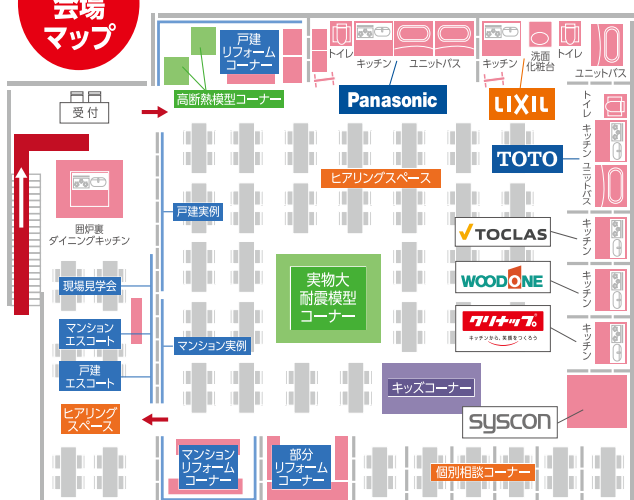 会場
マップ
戸建
リフォーム
コーナー
トイレ
キッチン
ユニットバス
キッチン
洗面
化粧台
トイレ
ユニットバス
高断熱模型コーナー
Panasonic
LIXIL
受付
トイレ
キッチン
ユニットバス
TOTO
ヒアリングスペース
囲炉裏
ダイニングキッチン
戸建実例
TOCLAS
キッチン
現場見学会
実物大
耐震模型
コーナー
WOODONE
キッチン
マンション
エスコート
マンション実例
クリナップ
キッチンから、笑顔をつくろう
キッチン
戸建
エスコート
キッズコーナー
ヒアリング
スペース
syscon
マンション
リフォーム
コーナー
部分
リフォーム
コーナー
個別相談コーナー